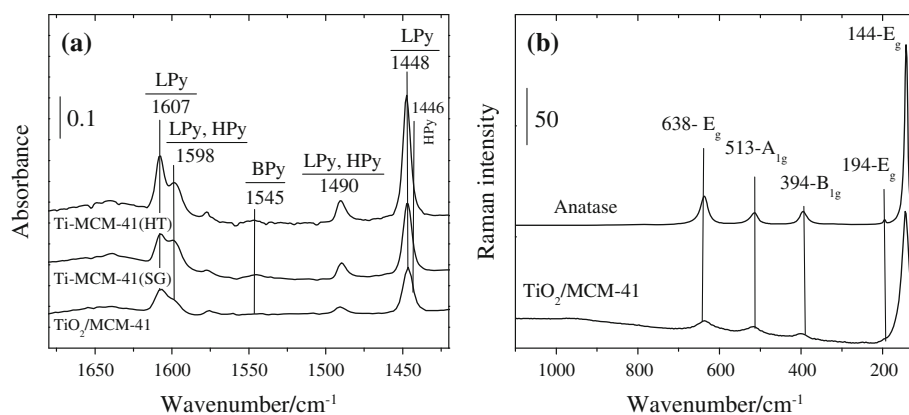 (a)
LPy
1448
LPy
1607
1446
HPy
0.1
LPy, HPy
1598
BPy
1545
LPy, HPy
1490
Ti-MCM-41(HT)
Ti-MCM-41(SG)
TiO2/MCM-41
Absorbance
1650 1600 1550 1500 1450
Wavenumber/cm-1
(b)
144-Eg
50
638- Eg
513-A1g
394-B1g
194-Eg
Anatase
TiO2/MCM-41
Raman intensity
1000 800 600 400 200
Wavenumber/cm-1